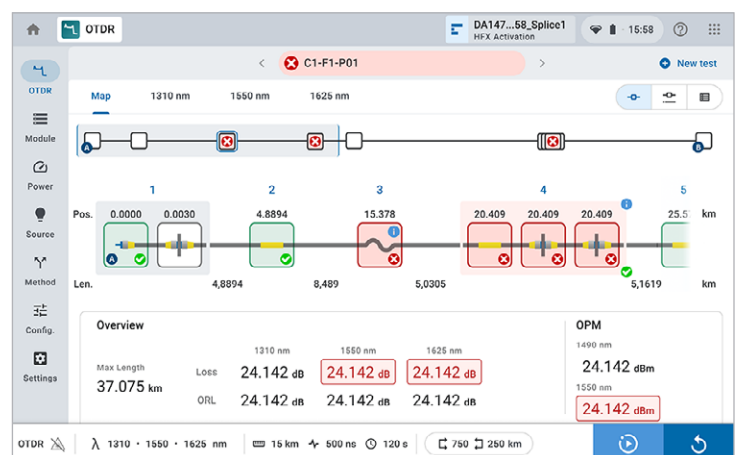 OTDR
DA147...58_Splice1
HFX Activation
15:58
C1-F1-P01
New test
OTDR
Map
1310 nm
1550 nm
1625 nm
Module
A
B
Power
1
2
3
4
5
Pos.
0.0000
0.0030
4.8894
15.378
20.409
20.409
20.409
25.5
km
Source
A
Method
Len.
4,8894
8,489
5,0305
5,1619
km
Config.
Settings
Overview
1310 nm
1550 nm
1625 nm
Max Length
37.075 km
Loss
24.142 dB
24.142 dB
24.142 dB
ORL
24.142 dB
24.142 dB
24.142 dB
OPM
1490 nm
24.142 dBm
1550 nm
24.142 dBm
OTDR
λ 1310 · 1550 · 1625 nm
15 km
500 ns
120 s
750
250 km